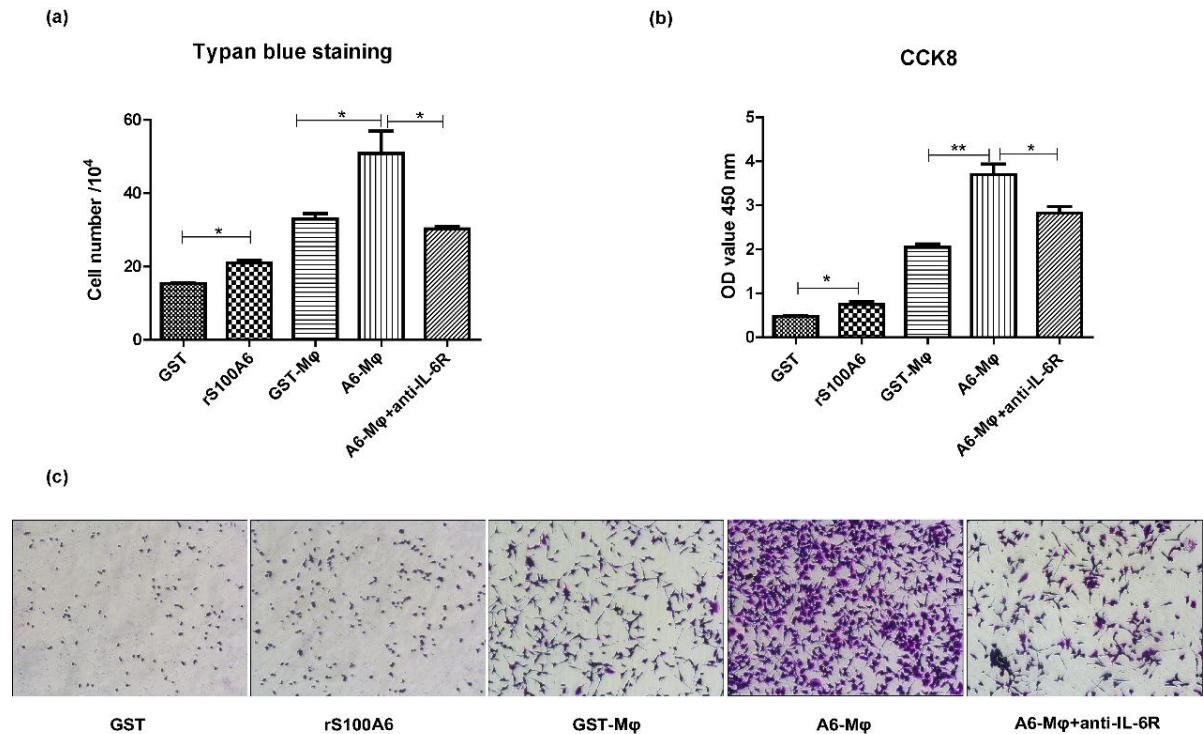 (a)
Typan blue staining
Cell number /10⁴
60
40
20
0
*
*
*
GST
rS100A6
GST-Mφ
A6-Mφ
A6-Mφ+anti-IL-6R
(b)
CCK8
OD value 450 nm
5
4
3
2
1
0
*
**
*
GST
rS100A6
GST-Mφ
A6-Mφ
A6-Mφ+anti-IL-6R
(c)
GST
rS100A6
GST-Mφ
A6-Mφ
A6-Mφ+anti-IL-6R